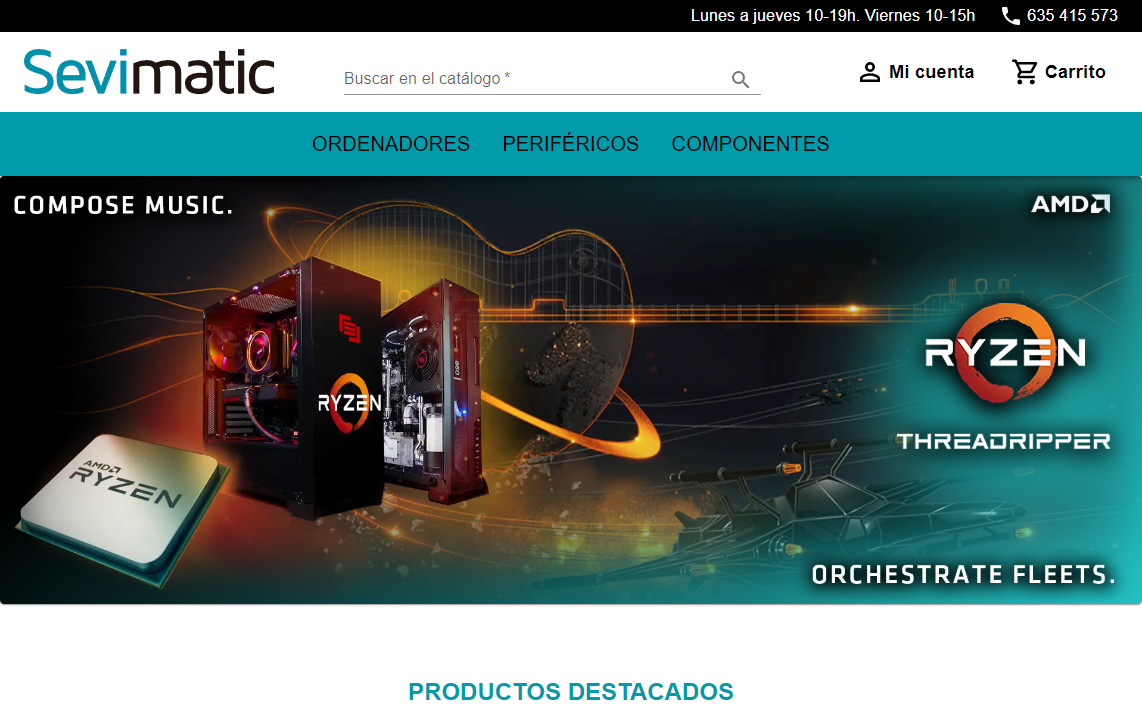 Lunes a jueves 10-19h. Viernes 10-15h 635 415 573
Sevimatic
Buscar en el catálogo *
Mi cuenta
Carrito
ORDENADORES PERIFÉRICOS COMPONENTES
COMPOSE MUSIC.
AMD
RYZEN
THREADRIPPER
RYZEN
AMD
RYZEN
ORCHESTRATE FLEETS.
PRODUCTOS DESTACADOS